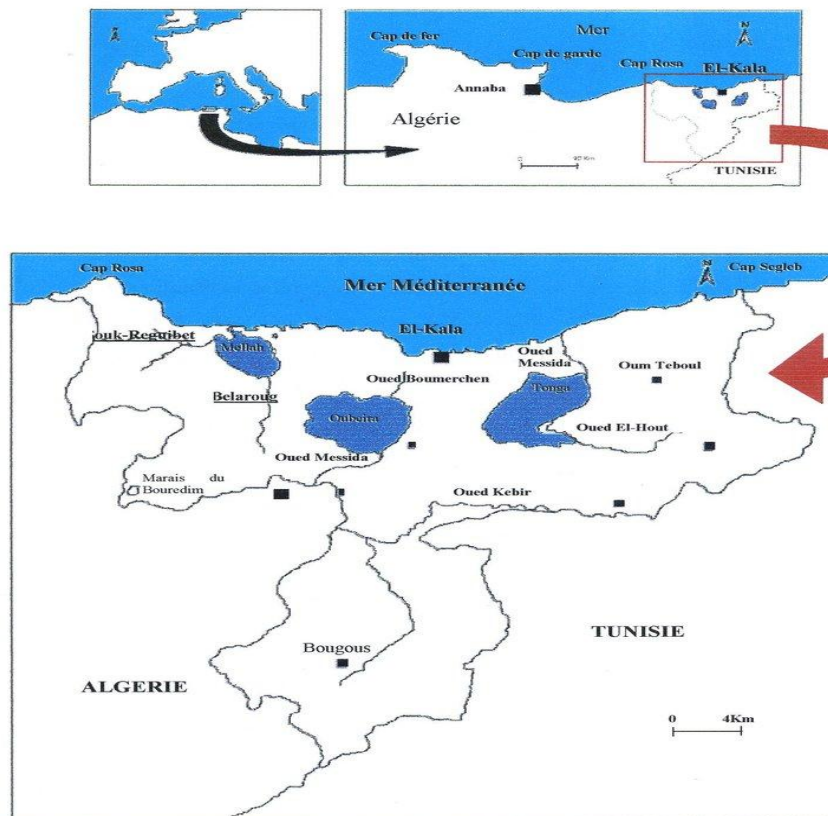 Mer
Cap de fer
Cap de garde
Cap Rosa
El-Kala
Annaba
Algérie
TUNISIE
Cap Rosa
Cap Segleb
Mer Méditerranée
El-Kala
Mellah
Oued
Messida
Oum Teboul
Oued Boumerchen
Tonga
Belaroug
Oubeira
Oued El-Hout
Oued Messida
Marais du
Bouredim
Oued Kebir
TUNISIE
Bougous
ALGERIE
0 4Km